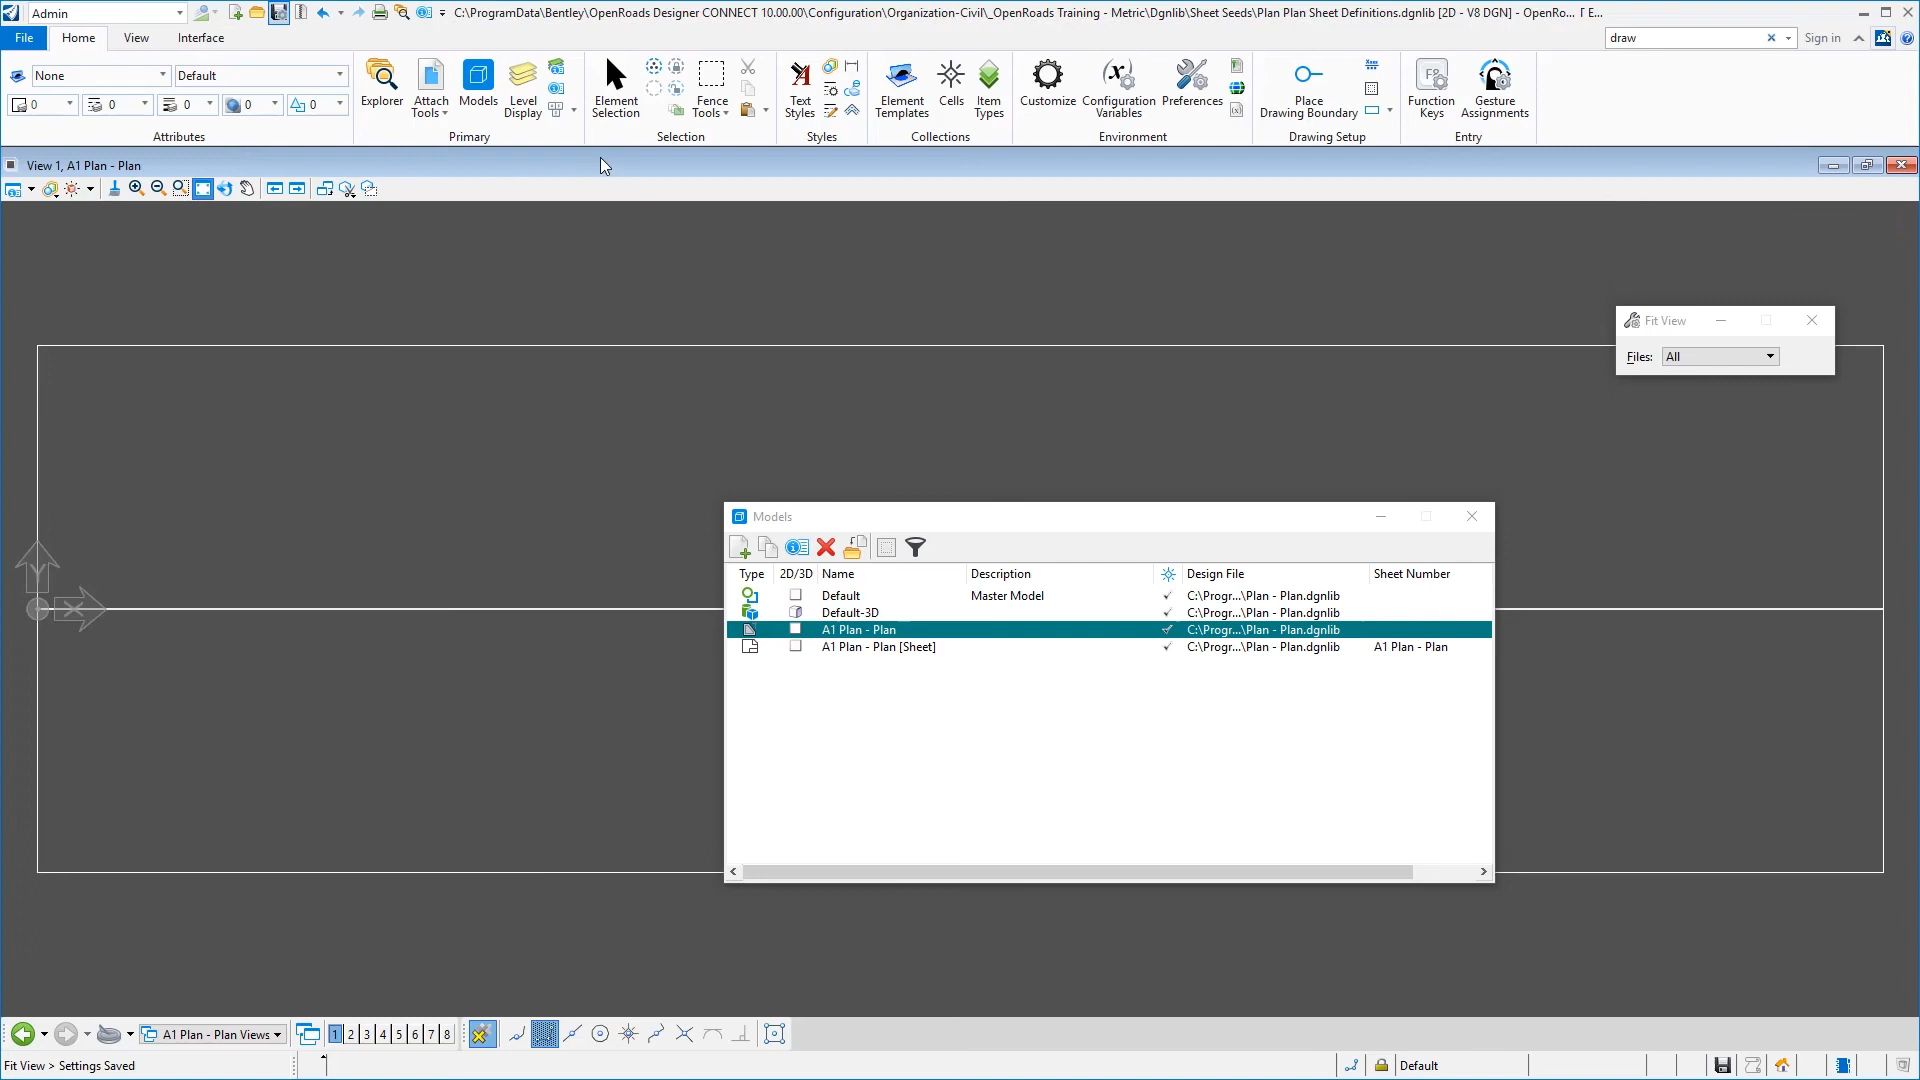 Admin
C:\ProgramData\Bentley\OpenRoads Designer CONNECT 10.00.00\Configuration\Organization-Civil\_OpenRoads Training - Metric\Dgnlib\Sheet Seeds\Plan Plan Sheet Definitions.dgnlib [2D - V8 DGN] - OpenRo...
File
Home
View
Interface
draw
Sign in
None
Default
0
0
0
0
0
Attributes
Explorer
Attach Tools
Models
Level Display
Primary
Element Selection
Fence Tools
Selection
Text Styles
Styles
Element Templates
Cells
Item Types
Collections
Customize
Configuration Variables
Preferences
Environment
Place Drawing Boundary
Drawing Setup
Function Keys
Gesture Assignments
Entry
View 1, A1 Plan - Plan
Fit View
Files: All
Y
X
Models
Type 2D/3D Name Description Design File Sheet Number
Default Master Model C:\Progr...\Plan - Plan.dgnlib
Default-3D C:\Progr...\Plan - Plan.dgnlib
A1 Plan - Plan C:\Progr...\Plan - Plan.dgnlib
A1 Plan - Plan [Sheet] C:\Progr...\Plan - Plan.dgnlib A1 Plan - Plan
A1 Plan - Plan Views
1 2 3 4 5 6 7 8
Fit View > Settings Saved
Default